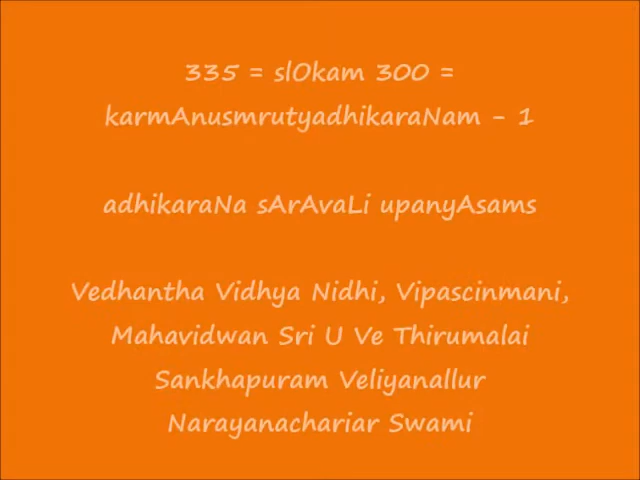 335 = slOkam 300 =
karmAnusmrutyadhikaraNam - 1
adhikaraNa sArAvaLi upanyAsams
Vedhantha Vidhya Nidhi, Vipascinmani,
Mahavidwan Sri U Ve Thirumalai
Sankhapuram Veliyanallur
Narayanachariar Swami